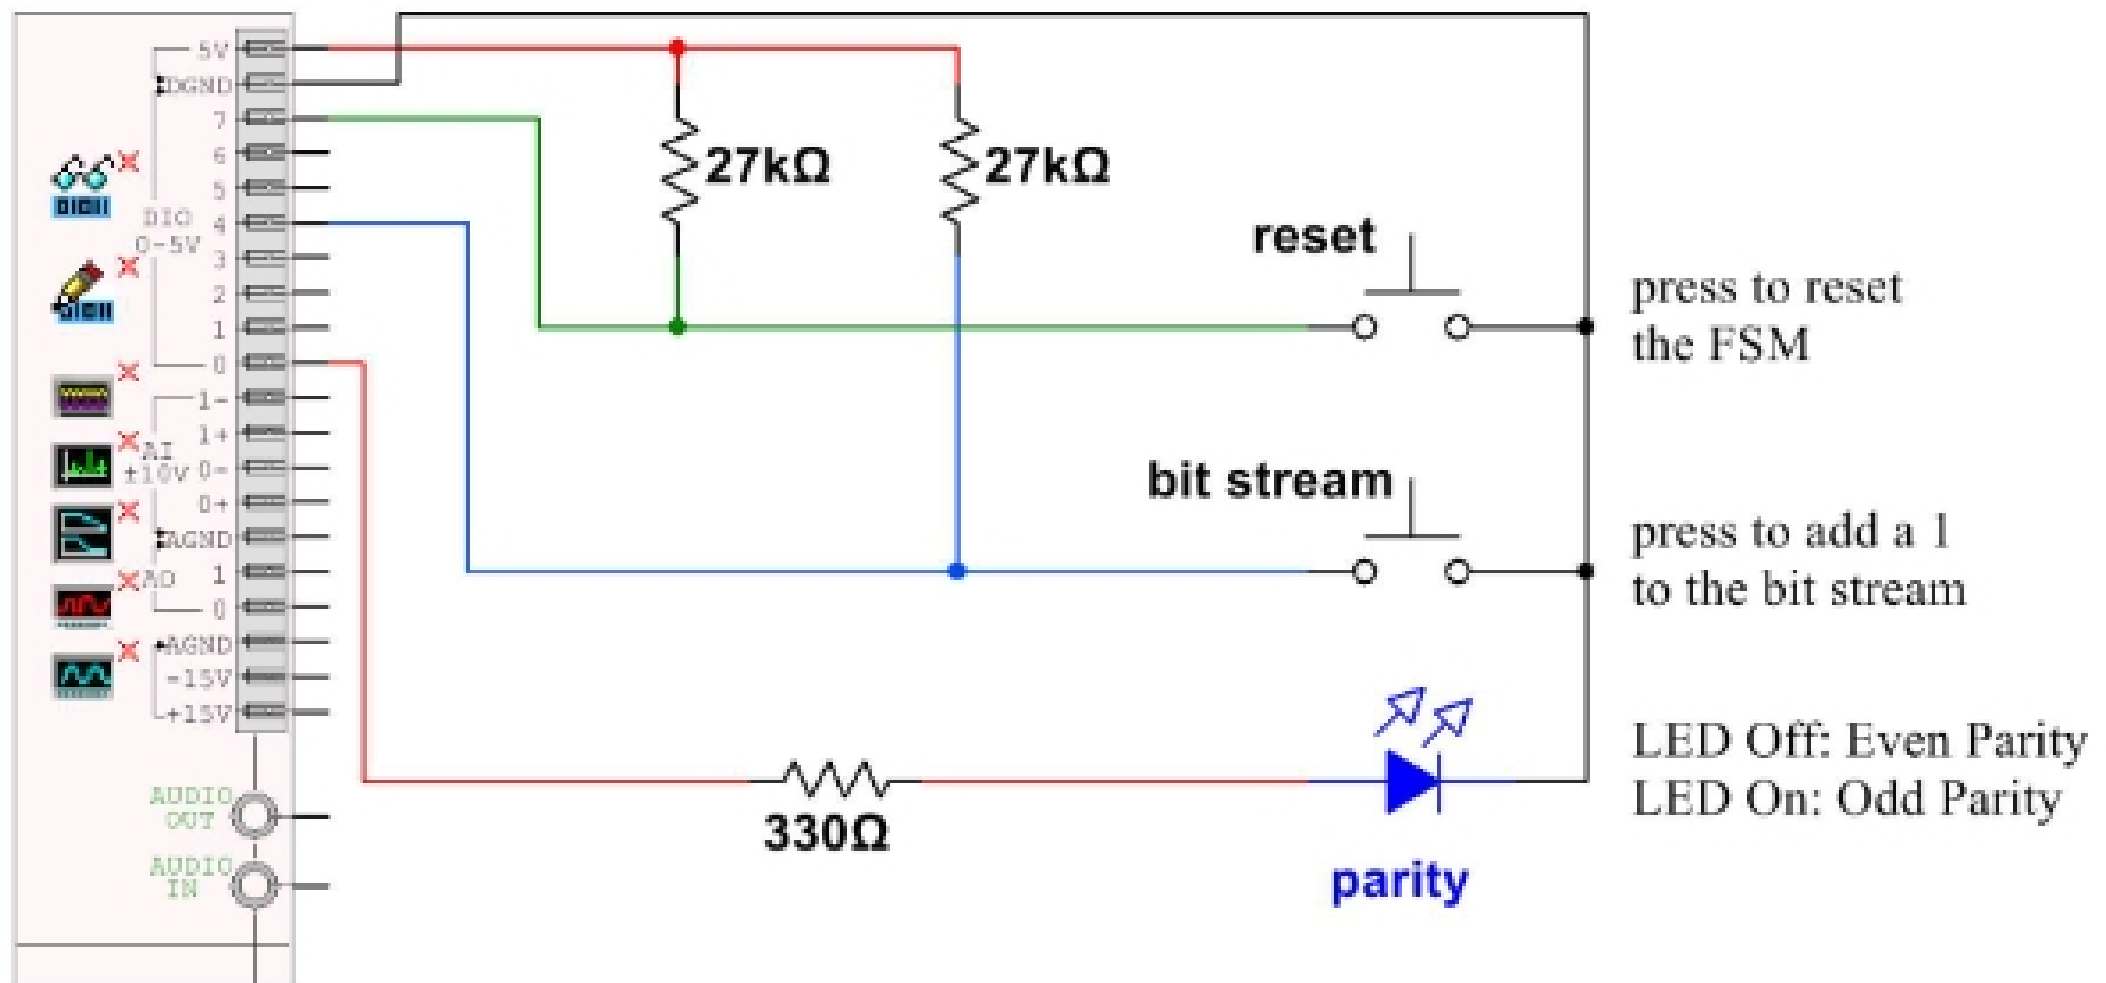 5V
DGND
7
6
5
4
DIO
0-5V
3
2
1
0
1-
1+
AI
±10V
0-
0+
AGND
1
AO
0
AGND
-15V
+15V
AUDIO
OUT
AUDIO
IN
27kΩ
27kΩ
reset
press to reset
the FSM
bit stream
press to add a 1
to the bit stream
330Ω
parity
LED Off: Even Parity
LED On: Odd Parity